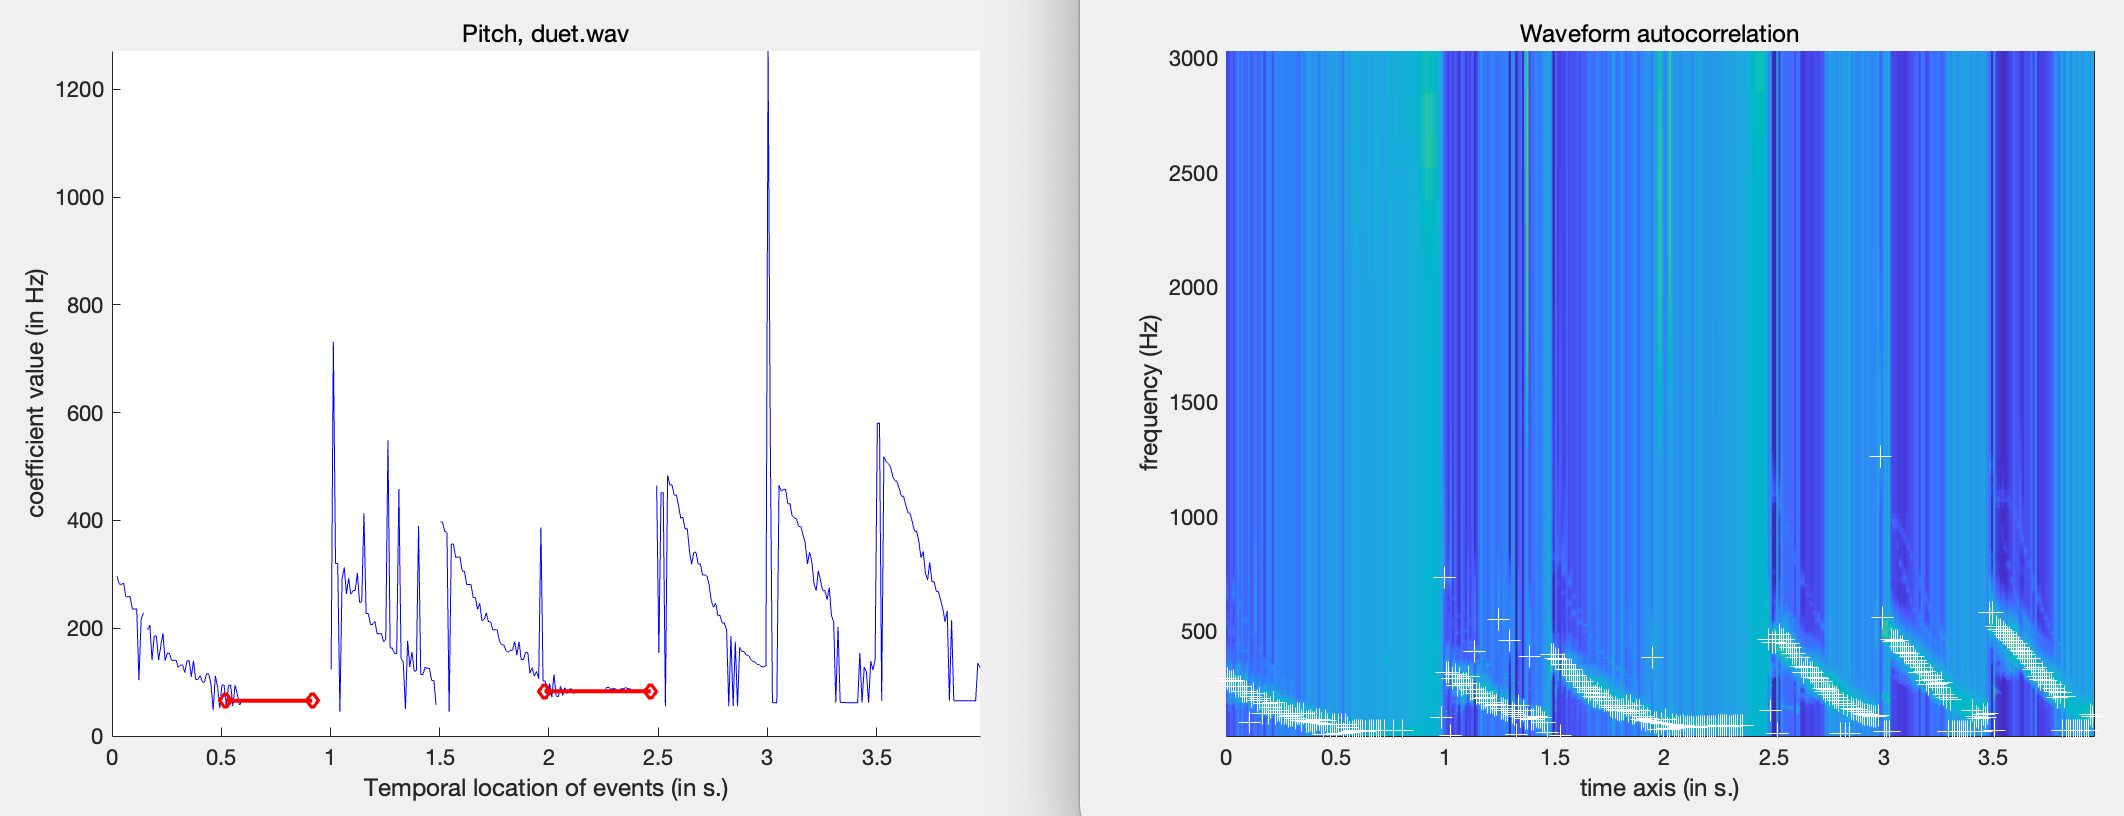 Pitch, duet.wav
coefficient value (in Hz)
1200
1000
800
600
400
200
0
0 0.5 1 1.5 2 2.5 3 3.5
Temporal location of events (in s.)
Waveform autocorrelation
frequency (Hz)
3000
2500
2000
1500
1000
500
0 0.5 1 1.5 2 2.5 3 3.5
time axis (in s.)